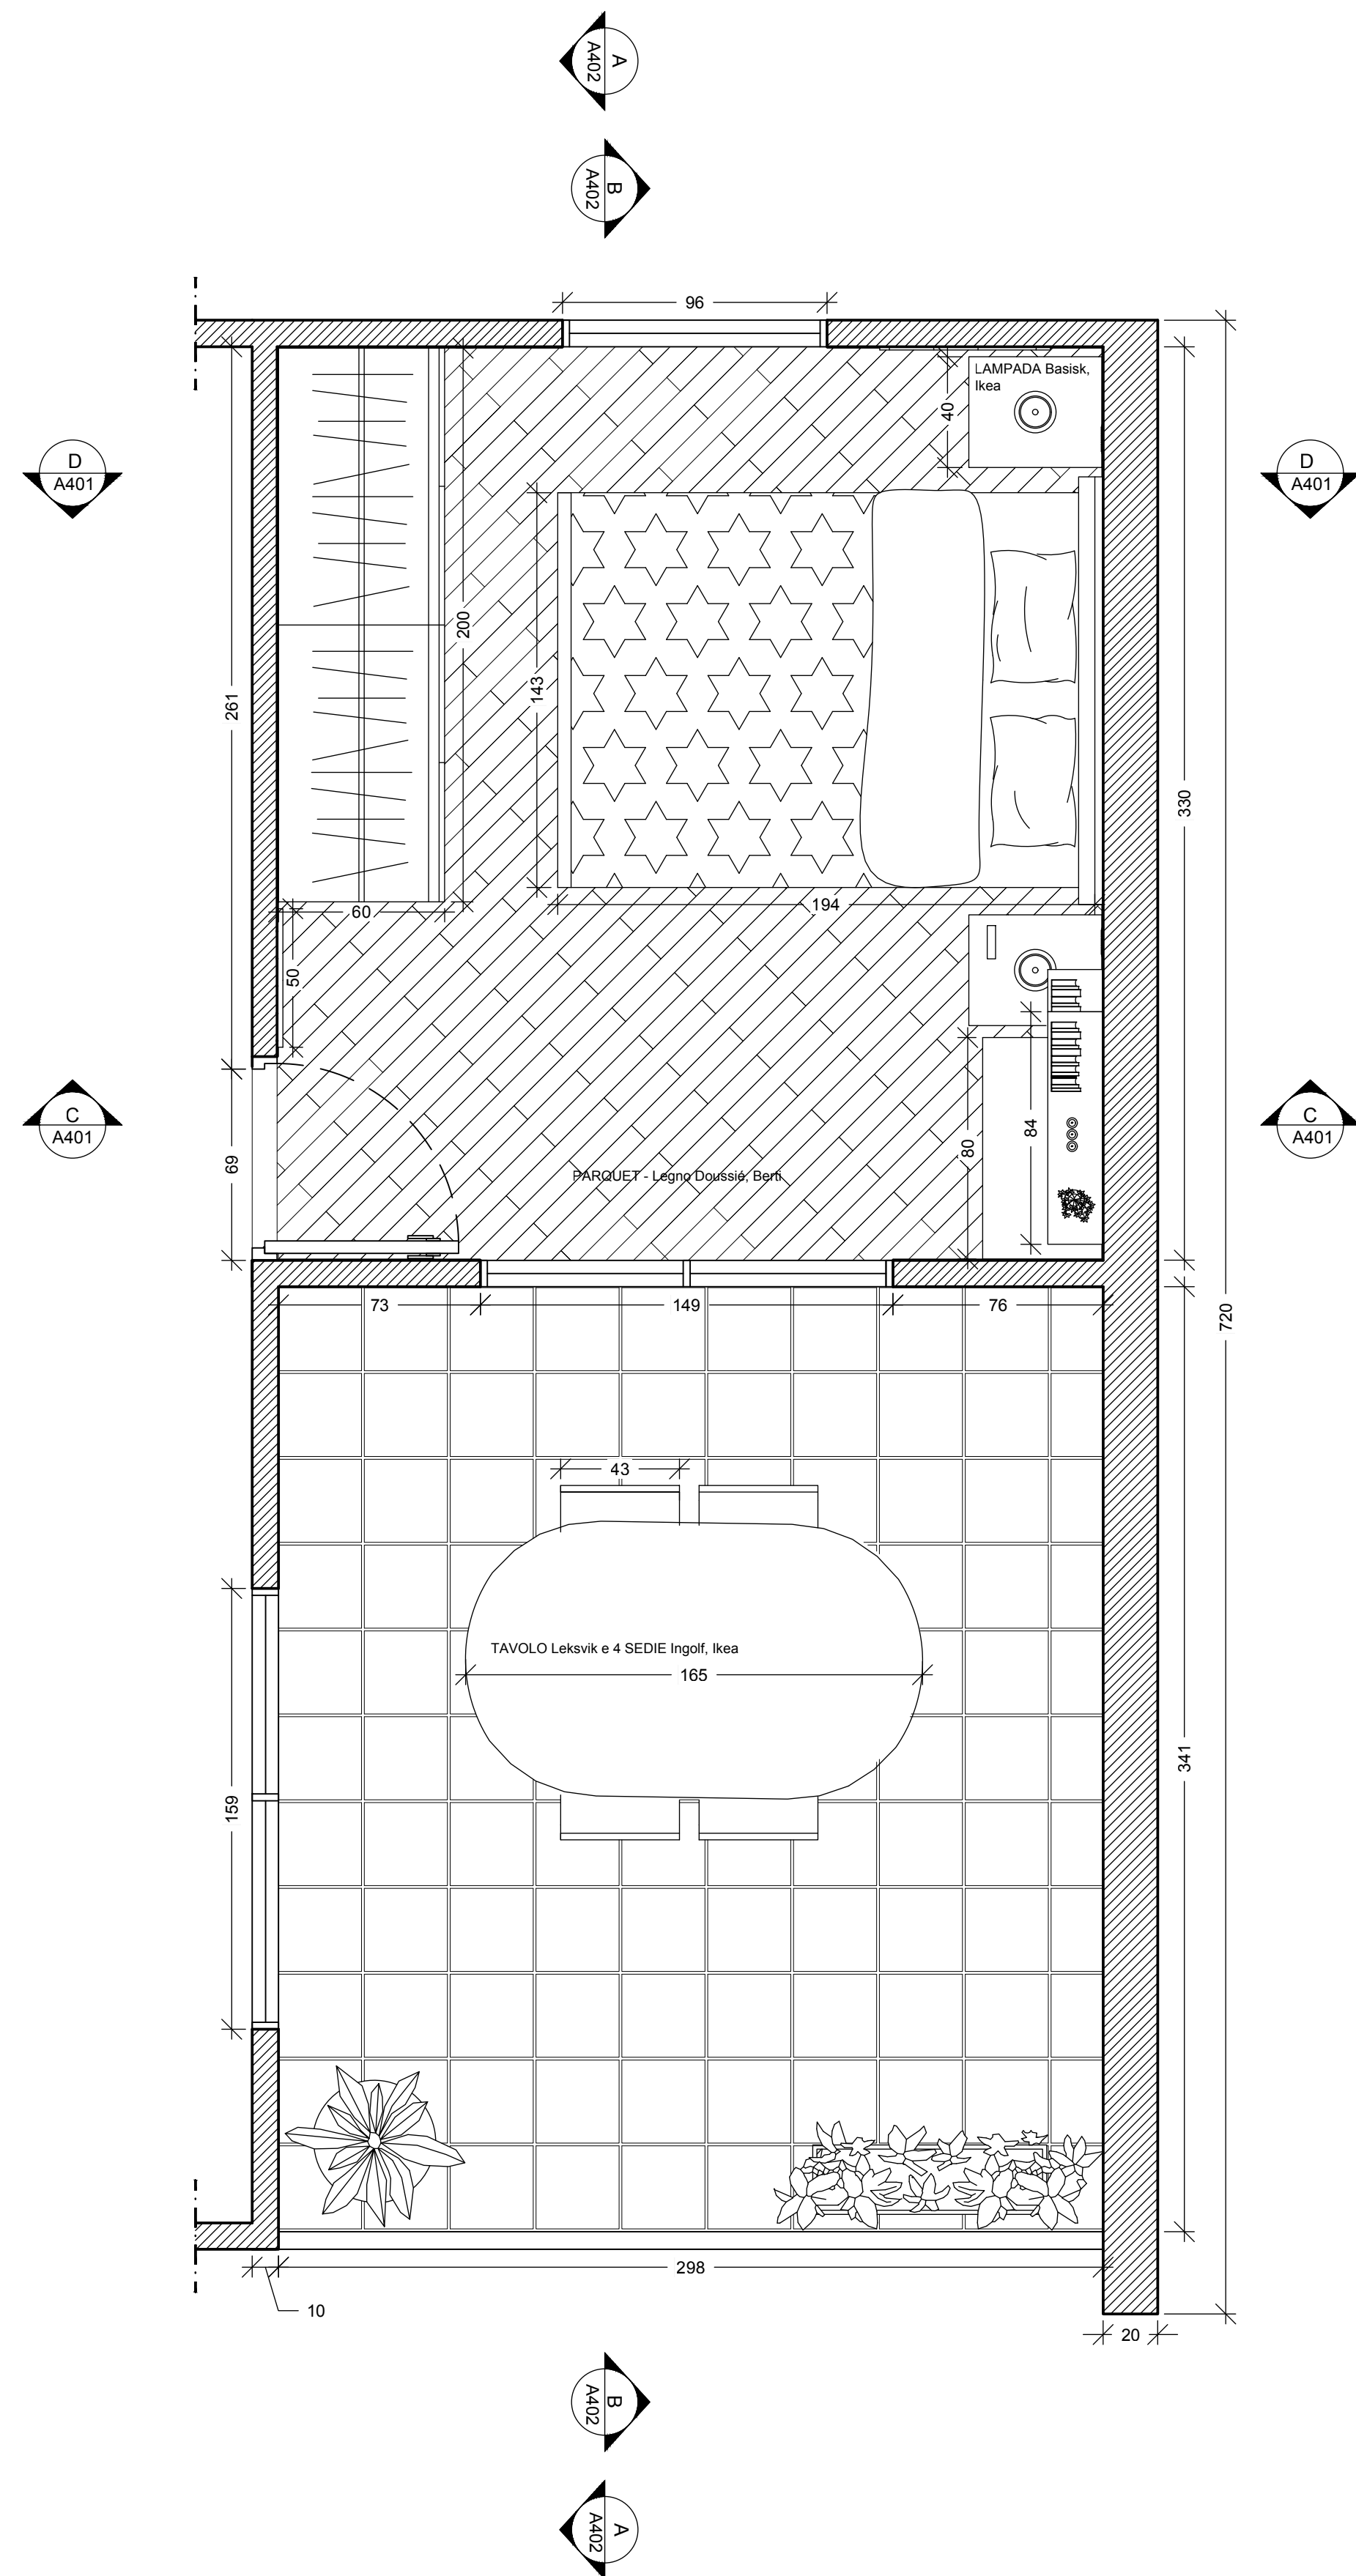 A
A402
B
A402
96
LAMPADA Basisk,
Ikea
40
D
A401
D
A401
200
143
261
330
60
194
50
84
C
A401
C
A401
69
80
PARQUET - Legno Doussié, Berti
73
149
76
720
43
TAVOLO Leksvik e 4 SEDIE Ingolf, Ikea
165
341
159
298
10
20
B
A402
A
A402